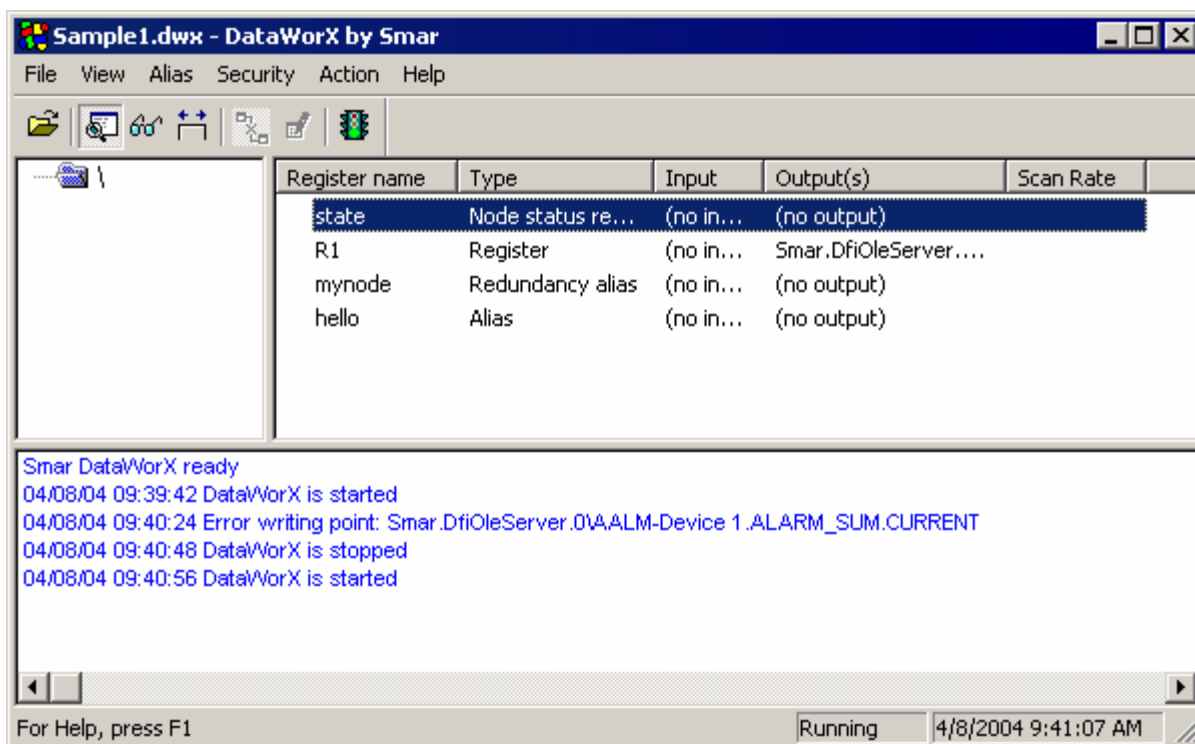 Sample1.dwx - DataWorX by Smar
File View Alias Security Action Help
\
Register name Type Input Output(s) Scan Rate
state Node status re... (no in... (no output)
R1 Register (no in... Smar.DfiOleServer....
mynode Redundancy alias (no in... (no output)
hello Alias (no in... (no output)
Smar DataWorX ready
04/08/04 09:39:42 DataWorX is started
04/08/04 09:40:24 Error writing point: Smar.DfiOleServer.0\AALM-Device 1.ALARM_SUM.CURRENT
04/08/04 09:40:48 DataWorX is stopped
04/08/04 09:40:56 DataWorX is started
For Help, press F1 Running 4/8/2004 9:41:07 AM